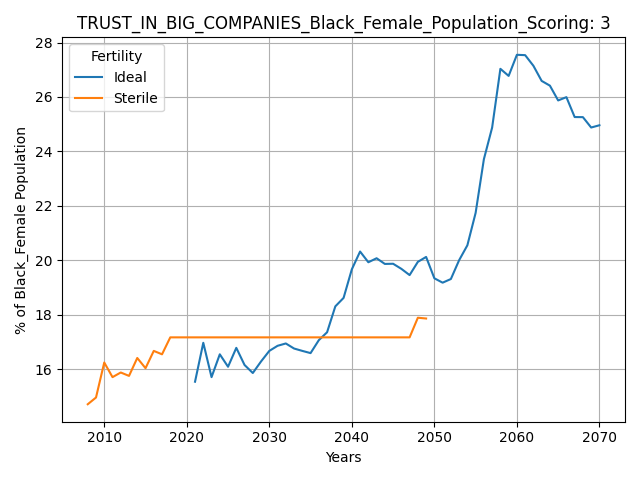 TRUST_IN_BIG_COMPANIES_Black_Female_Population_Scoring: 3
Fertility
Ideal
Sterile
% of Black_Female Population
28
26
24
22
20
18
16
2010 2020 2030 2040 2050 2060 2070
Years